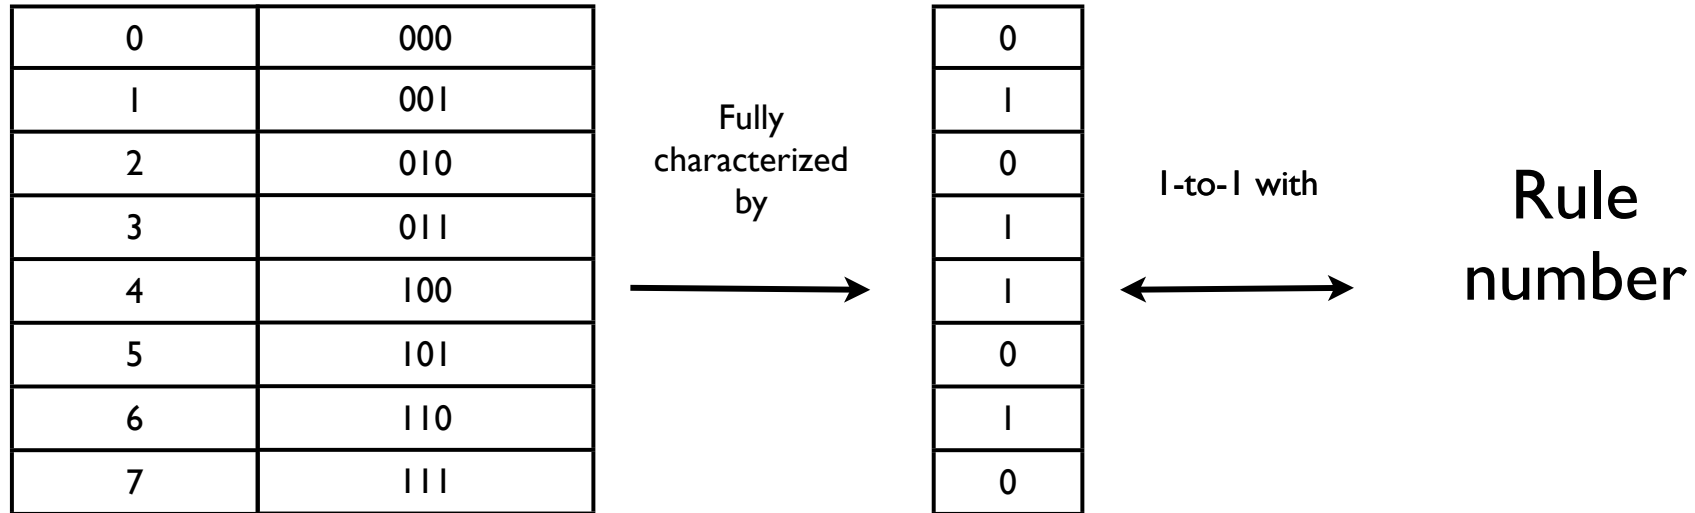 0 000 0
1 001 1
Fully
characterized
by
2 010 0
1-to-1 with
3 011 1
Rule
number
4 100 1
5 101 0
6 110 1
7 111 0